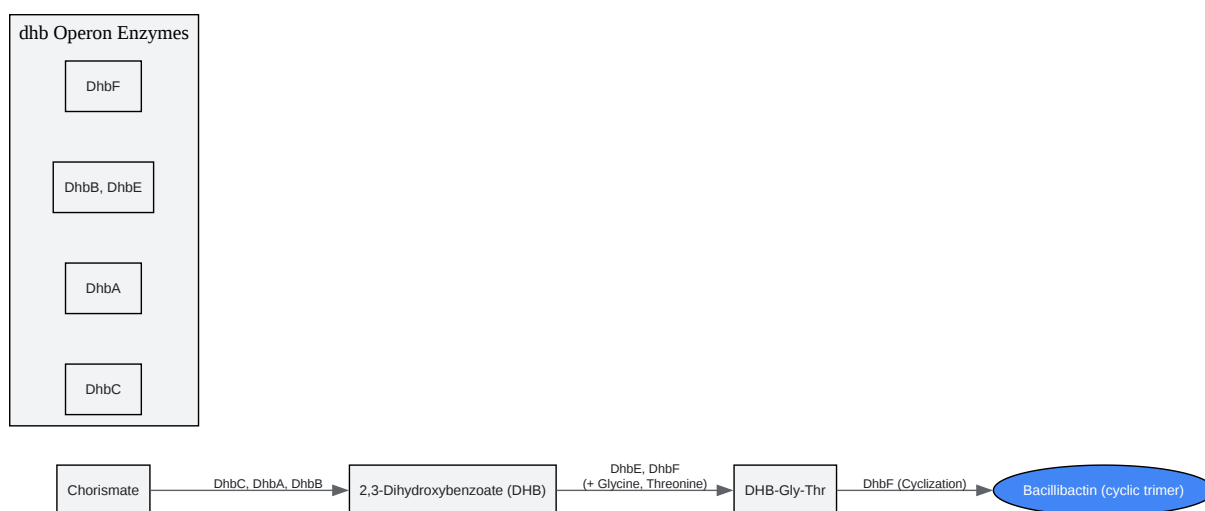 dhb Operon Enzymes
DhbF
DhbB, DhbE
DhbA
DhbC
Chorismate
DhbC, DhbA, DhbB
2,3-Dihydroxybenzoate (DHB)
DhbE, DhbF
(+ Glycine, Threonine)
DHB-Gly-Thr
DhbF (Cyclization)
Bacillibactin (cyclic trimer)